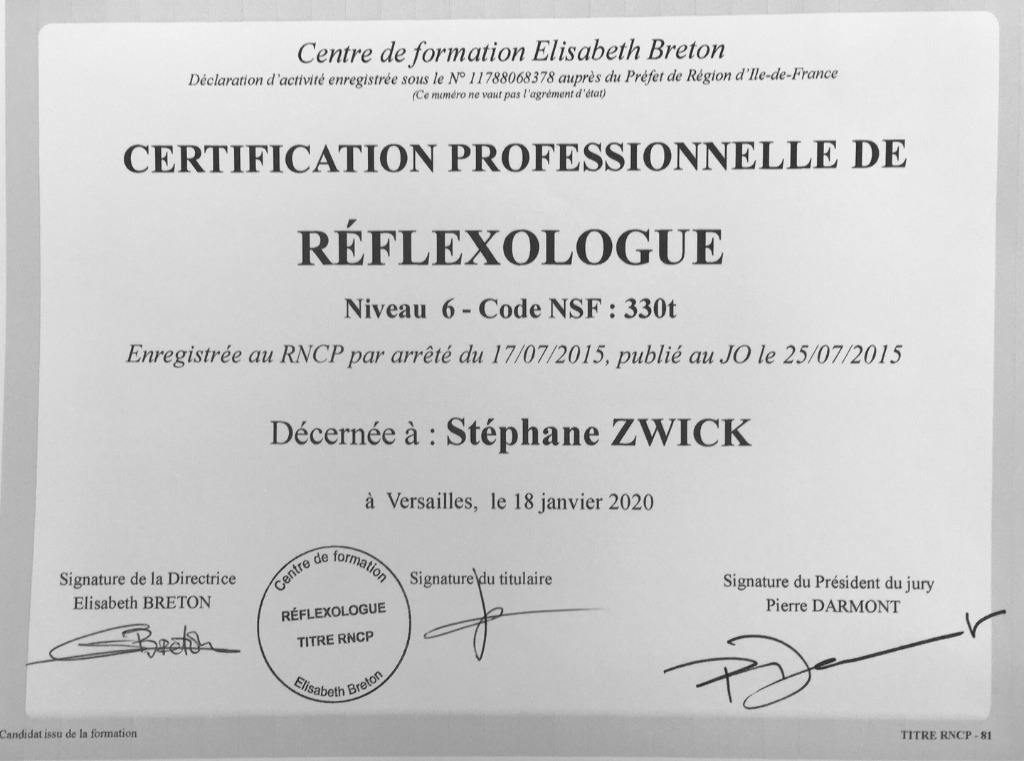 Centre de formation Elisabeth Breton
Déclaration d'activité enregistrée sous le N° 11788068378 auprès du Préfet de Région d'Ile-de-France
(Ce numéro ne vaut pas l'agrément d'état)
CERTIFICATION PROFESSIONNELLE DE
RÉFLEXOLOGUE
Niveau 6 - Code NSF : 330t
Enregistrée au RNCP par arrêté du 17/07/2015, publié au JO le 25/07/2015
Décernée à : Stéphane ZWICK
à Versailles, le 18 janvier 2020
Signature de la Directrice
Elisabeth BRETON
EBreton
Centre de formation
RÉFLEXOLOGUE
TITRE RNCP
Elisabeth Breton
Signature du titulaire
Signature du Président du jury
Pierre DARMONT
Candidat issu de la formation
TITRE RNCP - 81